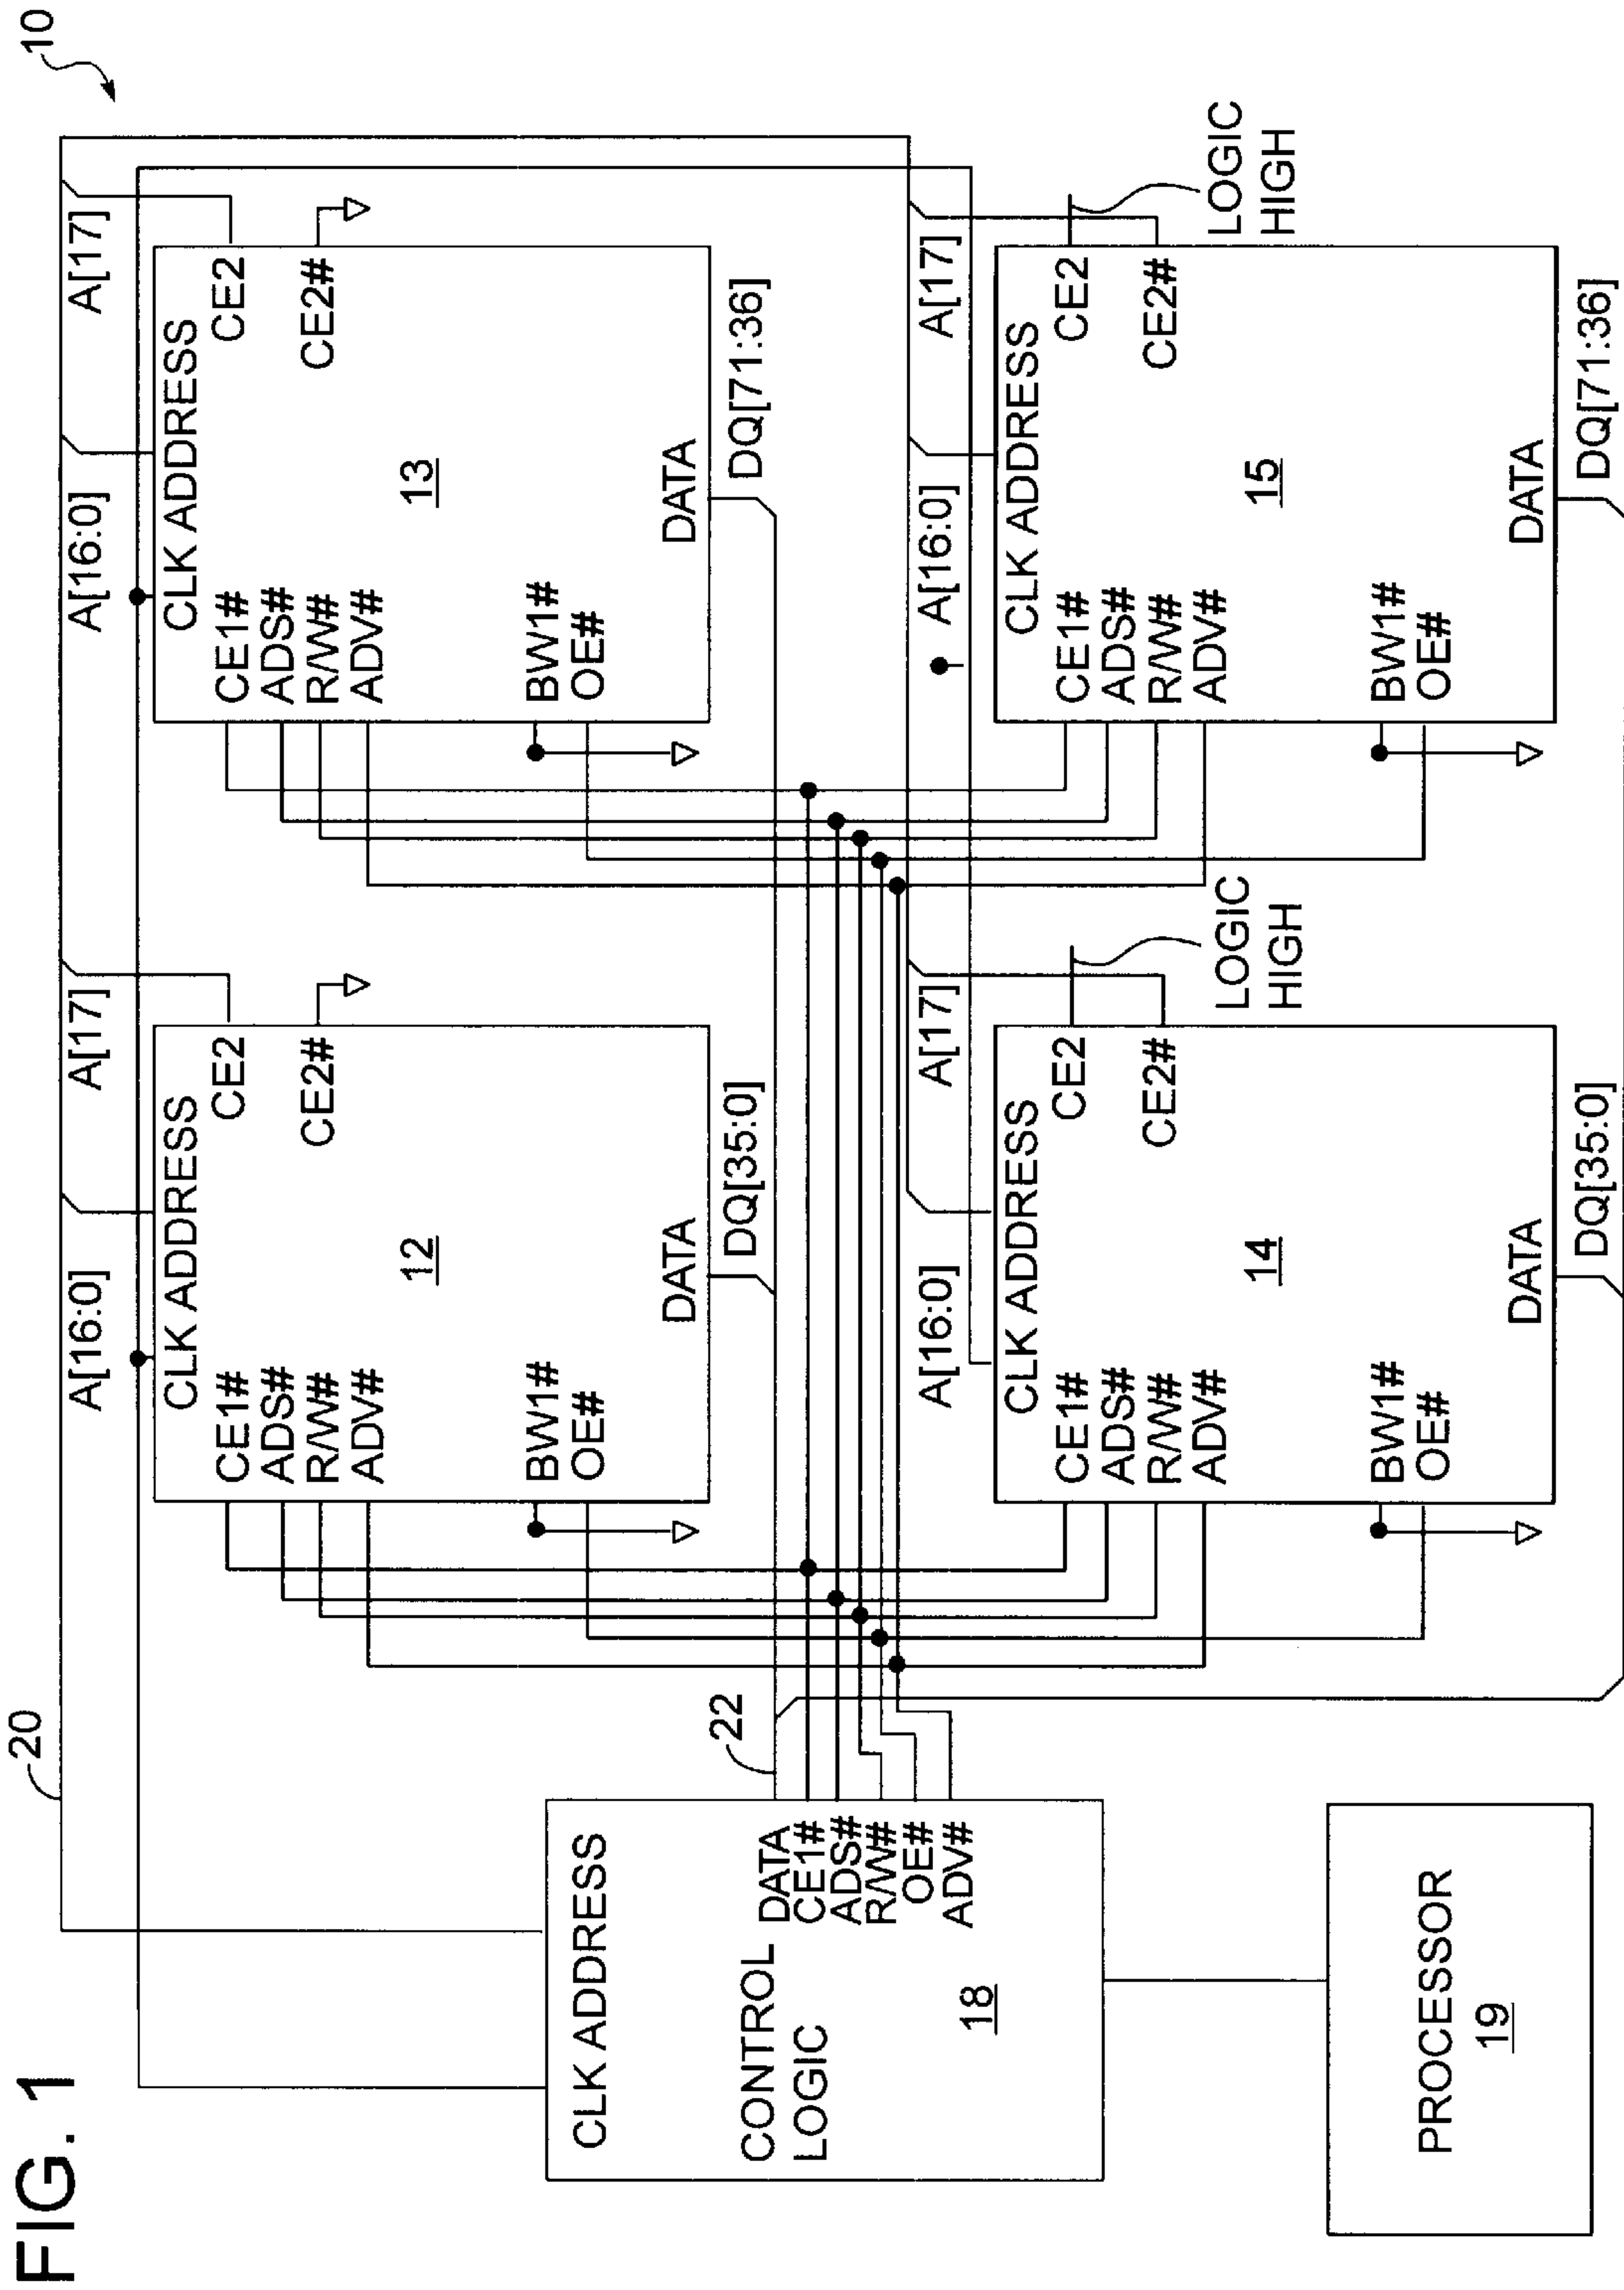 FIG. 1
10
20
A[16:0]
A[17]
A[16:0]
A[17]
CLK ADDRESS
CE1#
ADS#
R/W#
ADV#
BW1#
OE#
CE2
CE2#
12
DATA
DQ[35:0]
CLK ADDRESS
CE1#
ADS#
R/W#
ADV#
BW1#
OE#
CE2
CE2#
13
DATA
DQ[71:36]
CLK ADDRESS
CONTROL
LOGIC
18
DATA
CE1#
ADS#
R/W#
OE#
ADV#
22
A[16:0]
A[17]
LOGIC
HIGH
A[16:0]
A[17]
LOGIC
HIGH
CLK ADDRESS
CE1#
ADS#
R/W#
ADV#
BW1#
OE#
CE2
CE2#
14
DATA
DQ[35:0]
CLK ADDRESS
CE1#
ADS#
R/W#
ADV#
BW1#
OE#
CE2
CE2#
15
DATA
DQ[71:36]
PROCESSOR
19